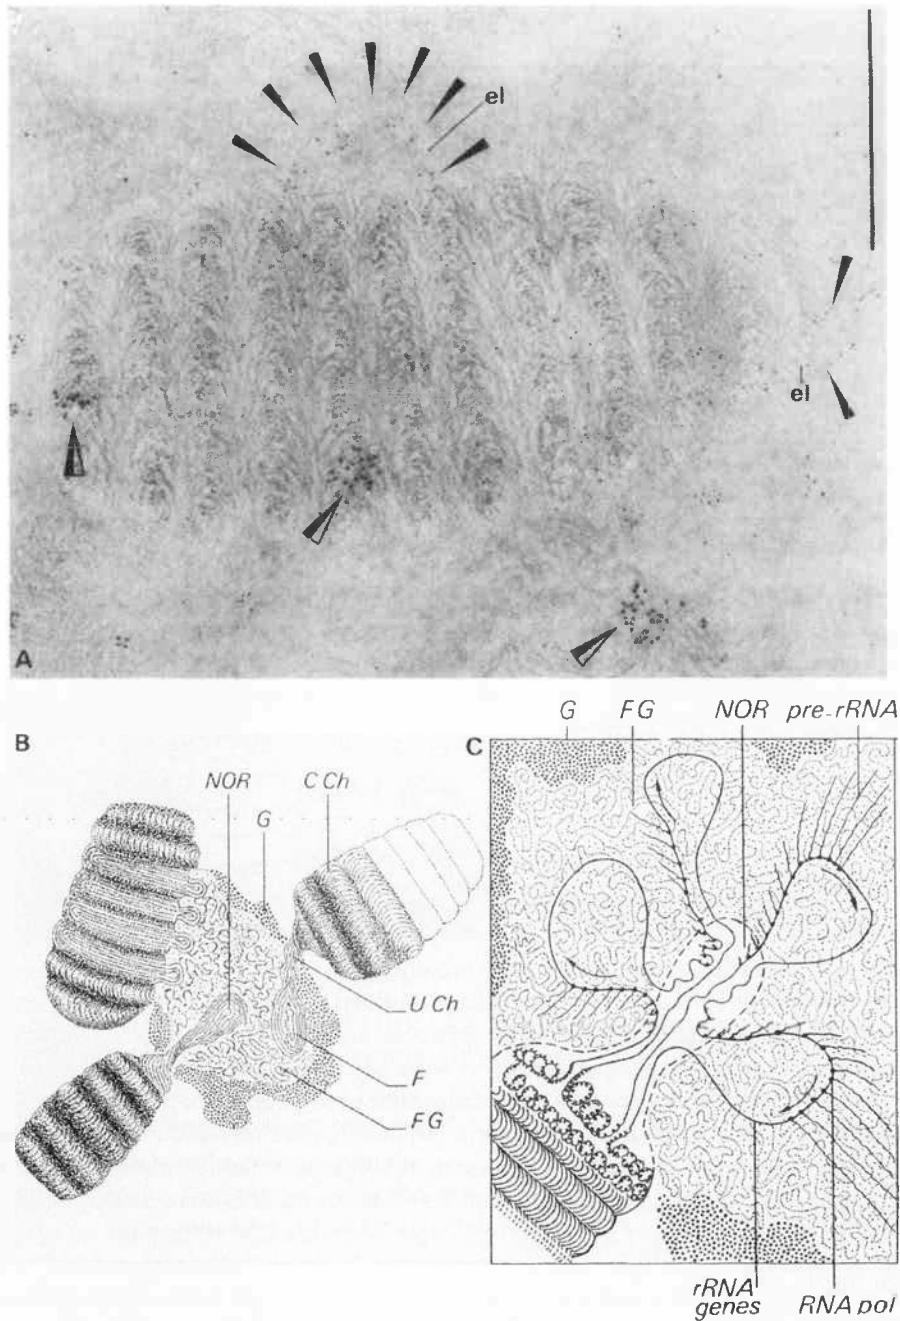 el
el
A
G FG NOR pre-rRNA
B
C
NOR C Ch
G
U Ch
F
FG
rRNA
genes RNA pol